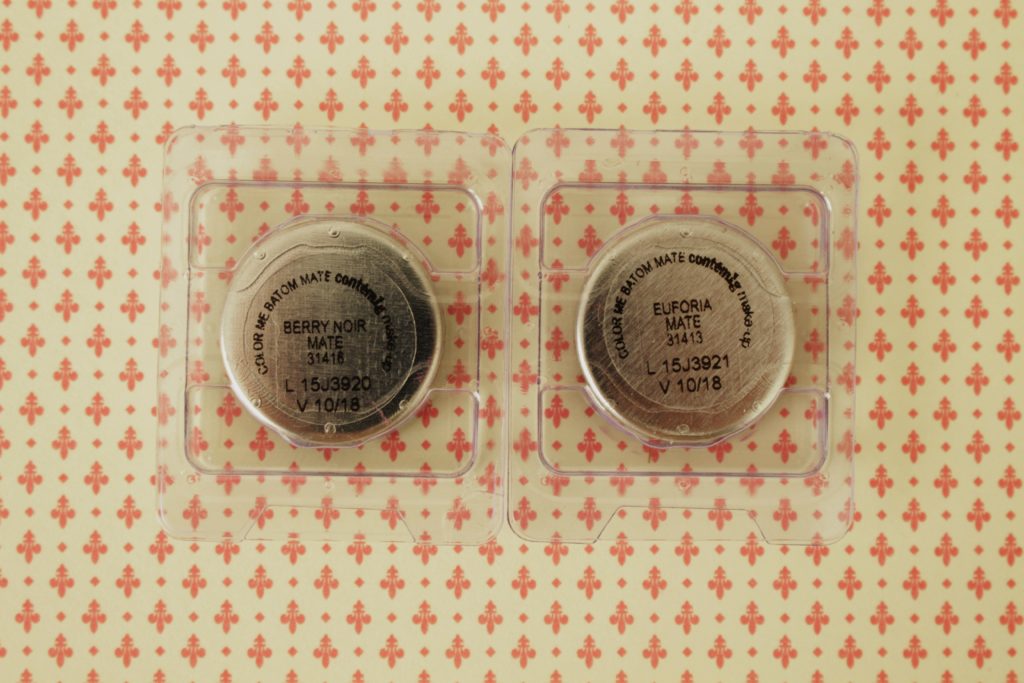 COLOR ME BATOM MATE contém1g make-up
BERRY NOIR
MATE
31416
L 15J3920
V 10/18
COLOR ME BATOM MATE contém1g make-up
EUFORIA
MATE
31413
L 15J3921
V 10/18